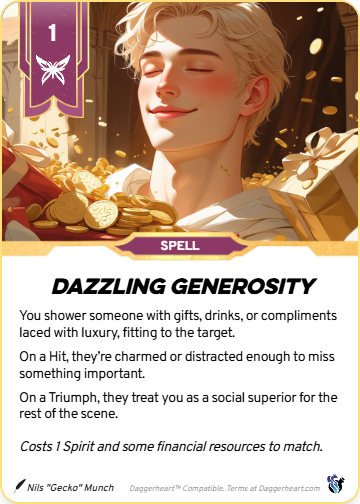 1
SPELL
DAZZLING GENEROSITY
You shower someone with gifts, drinks, or compliments
laced with luxury, fitting to the target.
On a Hit, they’re charmed or distracted enough to miss
something important.
On a Triumph, they treat you as a social superior for the
rest of the scene.
Costs 1 Spirit and some financial resources to match.
Nils "Gecko" Munch
Daggerheart™ Compatible. Terms at Daggerheart.com